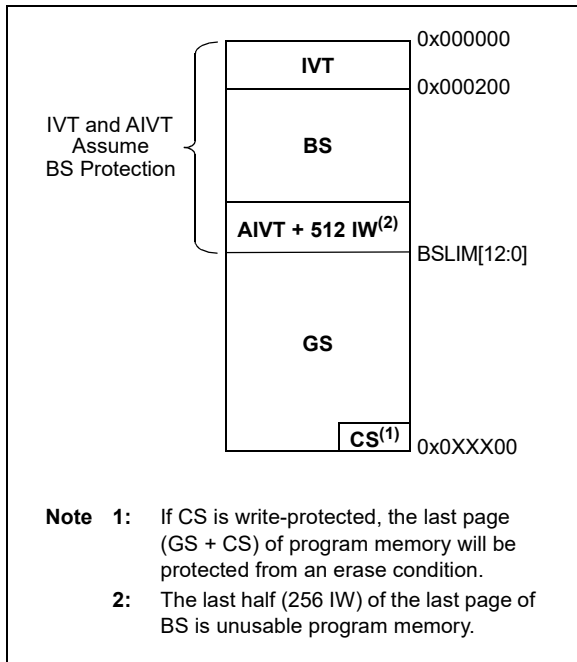 0x000000
IVT
0x000200
IVT and AIVT
Assume
BS Protection
BS
AIVT + 512 IW(2)
BSLIM[12:0]
GS
CS(1)
0x0XXX00
Note 1: If CS is write-protected, the last page
(GS + CS) of program memory will be
protected from an erase condition.
2: The last half (256 IW) of the last page of
BS is unusable program memory.